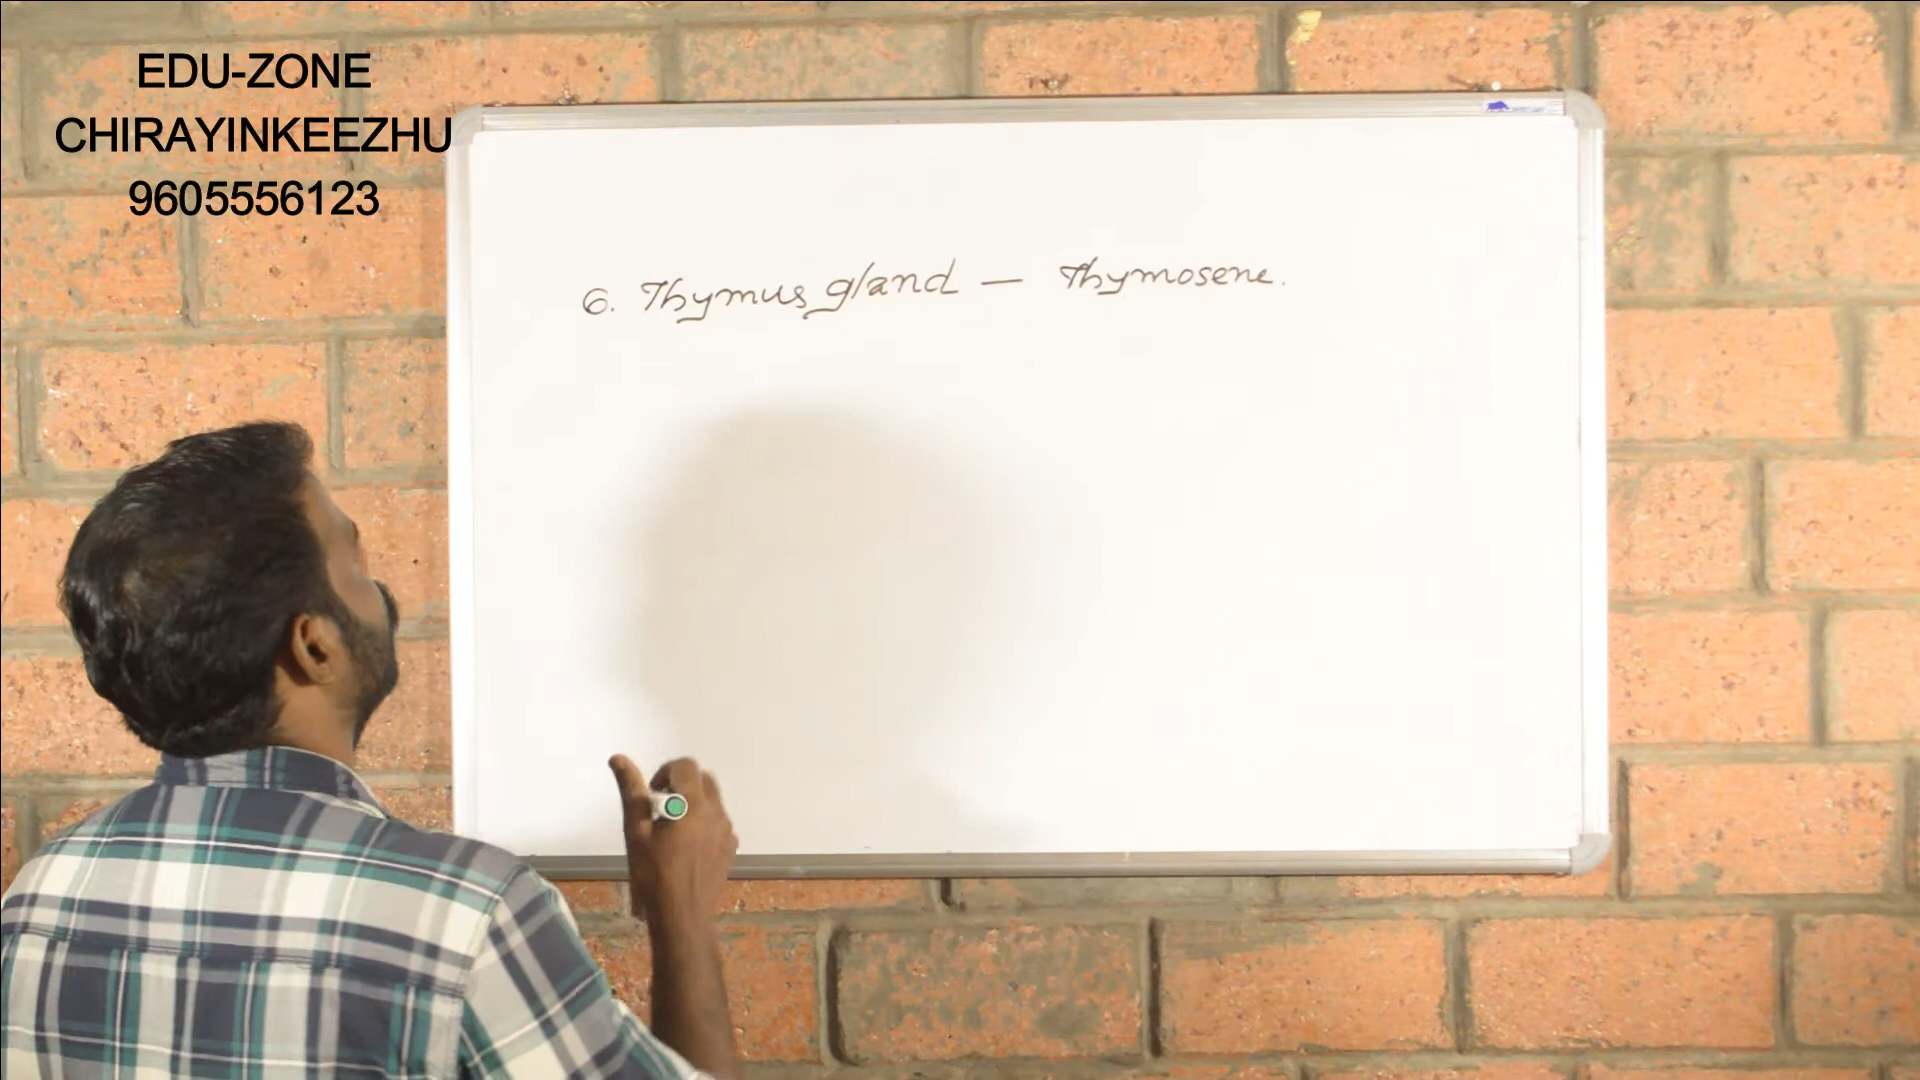 EDU-ZONE
CHIRAYINKEEZHU
9605556123
6. Thymus gland — Thymosene.